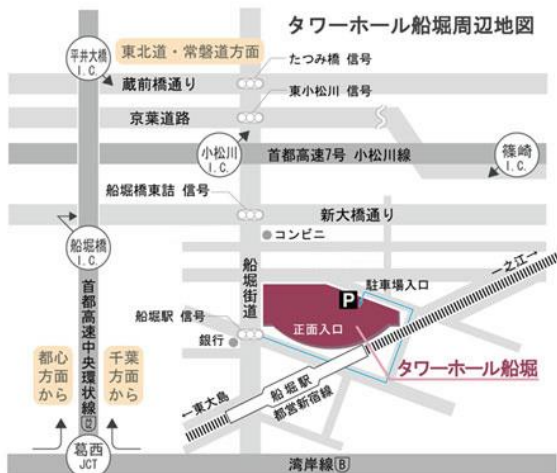 タワーホール船堀周辺地図
平井大橋
I.C.
東北道・常磐道方面
たつみ橋 信号
蔵前橋通り
東小松川 信号
京葉道路
小松川
I.C.
首都高速7号 小松川線
篠崎
I.C.
船堀橋東詰 信号
新大橋通り
コンビニ
船堀橋
I.C.
船堀街道
一之江→
P
駐車場入口
首都高速中央環状線
C2
船堀駅 信号
正面入口
銀行
都心
方面
から
千葉
方面
から
タワーホール船堀
船堀駅
都営新宿線
←東大島
葛西
JCT
湾岸線B